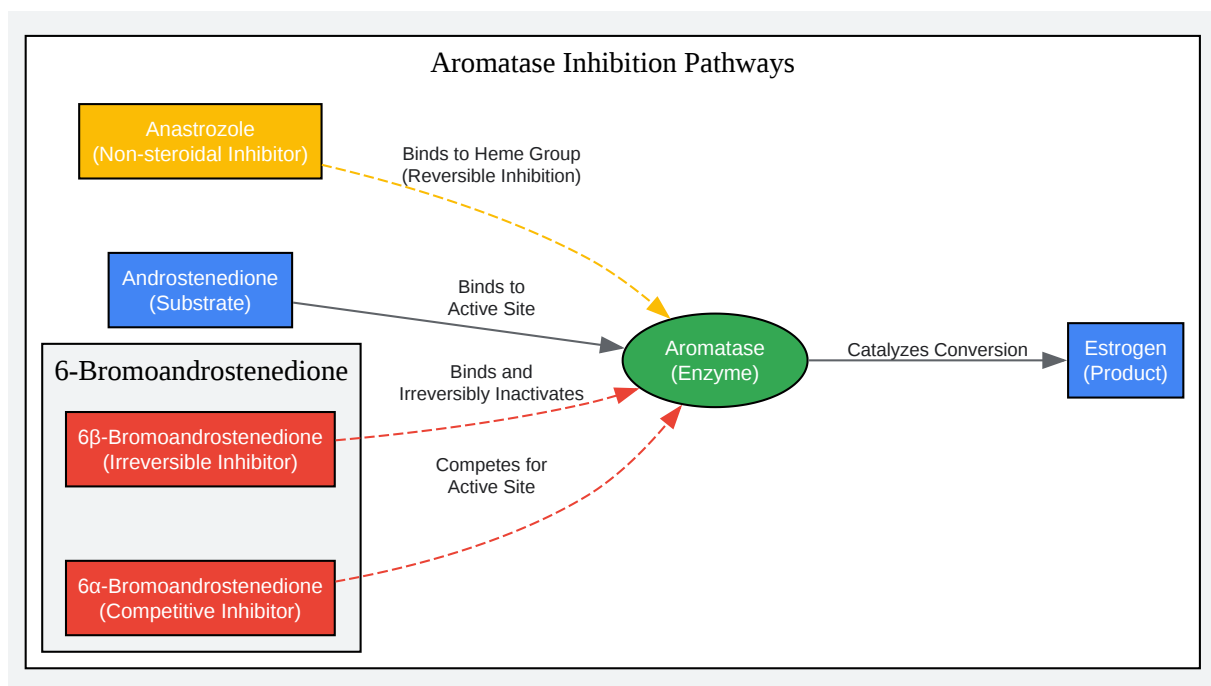 Aromatase Inhibition Pathways
Anastrozole
(Non-steroidal Inhibitor)
Binds to Heme Group
(Reversible Inhibition)
Androstenedione
(Substrate)
Binds to
Active Site
Aromatase
(Enzyme)
Catalyzes Conversion
Estrogen
(Product)
6-Bromoandrostenedione
Binds and
Irreversibly Inactivates
6β-Bromoandrostenedione
(Irreversible Inhibitor)
Competes for
Active Site
6α-Bromoandrostenedione
(Competitive Inhibitor)